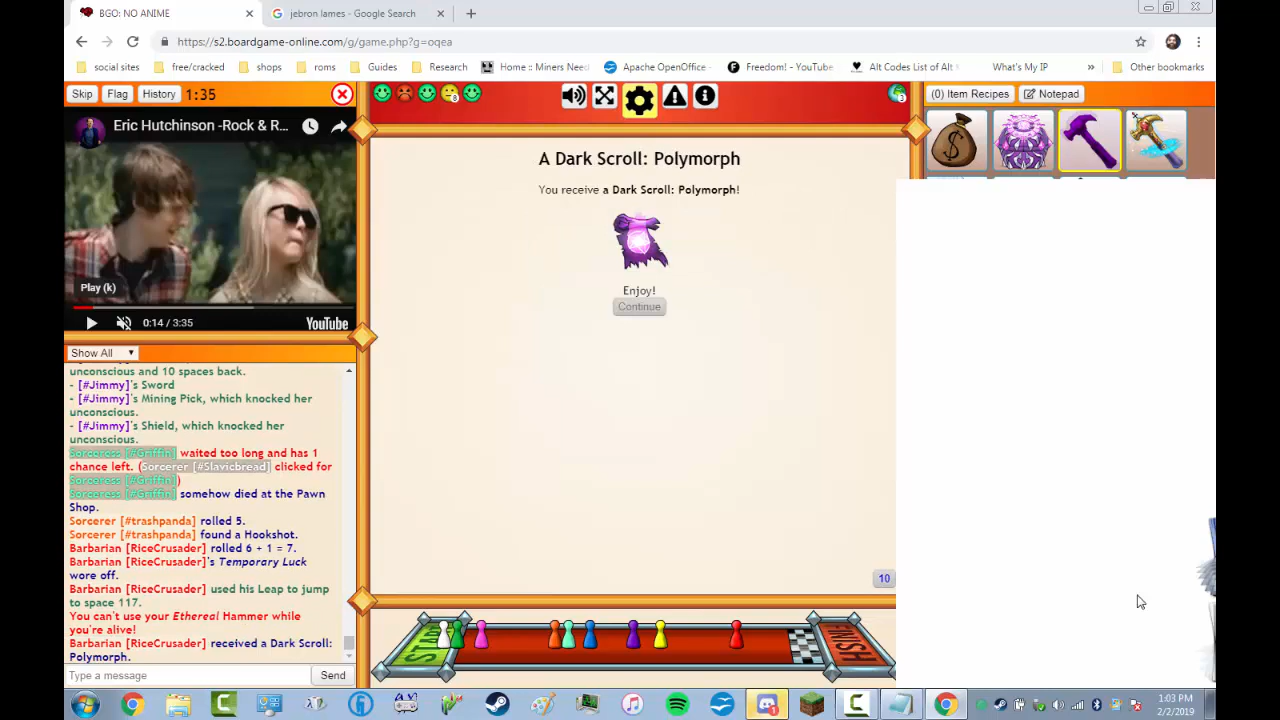 BGO: NO ANIME
jebron lames - Google Search
https://s2.boardgame-online.com/g/game.php?g=oqea
social sites
free/cracked
shops
roms
Guides
Research
Home :: Miners Need
Apache OpenOffice -
Freedom! - YouTube
Alt Codes List of Alt
What's My IP
»
Other bookmarks
Skip
Flag
History
1:35
(0) Item Recipes
Notepad
Eric Hutchinson -Rock & R...
Play (k)
0:14 / 3:35
YouTube
A Dark Scroll: Polymorph
You receive a Dark Scroll: Polymorph!
Enjoy!
Continue
10
Show All
unconscious and 10 spaces back.
- [#Jimmy]'s Sword
- [#Jimmy]'s Mining Pick, which knocked her
unconscious.
- [#Jimmy]'s Shield, which knocked her
unconscious.
Sorceress [#Griffin] waited too long and has 1
chance left. (Sorcerer [#Slavicbread] clicked for
Sorceress [#Griffin])
Sorceress [#Griffin] somehow died at the Pawn
Shop.
Sorcerer [#trashpanda] rolled 5.
Sorcerer [#trashpanda] found a Hookshot.
Barbarian [RiceCrusader] rolled 6 + 1 = 7.
Barbarian [RiceCrusader]'s Temporary Luck
wore off.
Barbarian [RiceCrusader] used his Leap to jump
to space 117.
You can't use your Ethereal Hammer while
you're alive!
Barbarian [RiceCrusader] received a Dark Scroll:
Polymorph.
Type a message
Send
START
FINISH
1:03 PM
2/2/2019